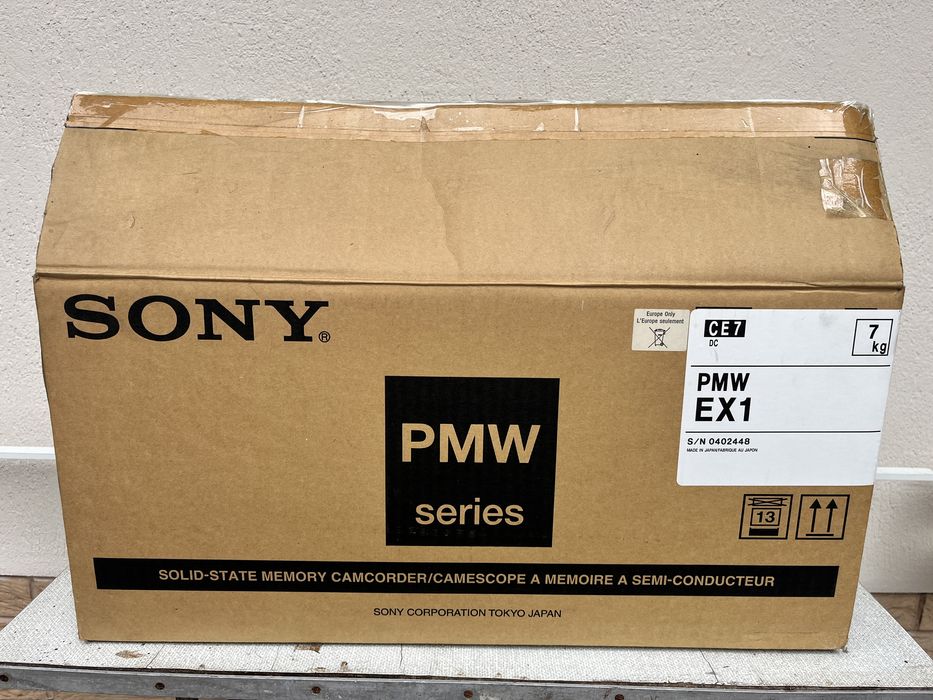 SONY®
Europe Only
L'Europe seulement
CE7
DC
7
kg
PMW
EX1
S/N 0402448
MADE IN JAPAN/FABRIQUE AU JAPON
PMW
series
13
SOLID-STATE MEMORY CAMCORDER/CAMESCOPE A MEMOIRE A SEMI-CONDUCTEUR
SONY CORPORATION TOKYO JAPAN